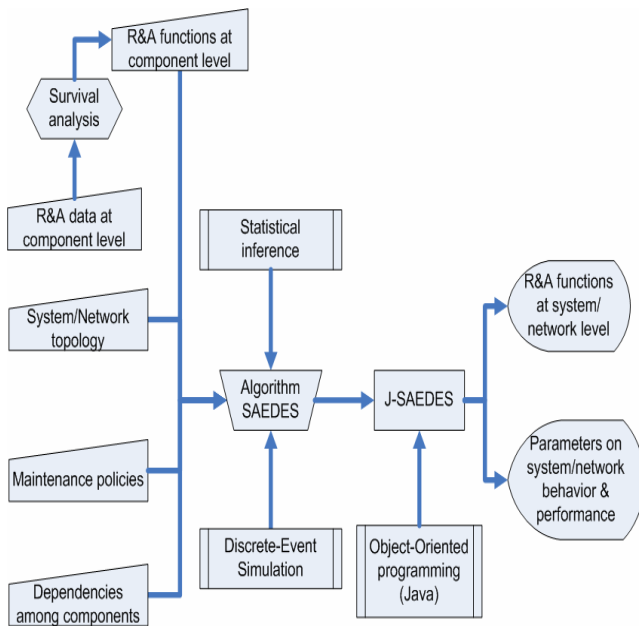 R&A functions at
component level
Survival
analysis
R&A data at
component level
System/Network
topology
Maintenance policies
Dependencies
among components
Statistical
inference
Algorithm
SAEDES
Discrete-Event
Simulation
J-SAEDES
Object-Oriented
programming
(Java)
R&A functions
at system/
network level
Parameters on
system/network
behavior &
performance